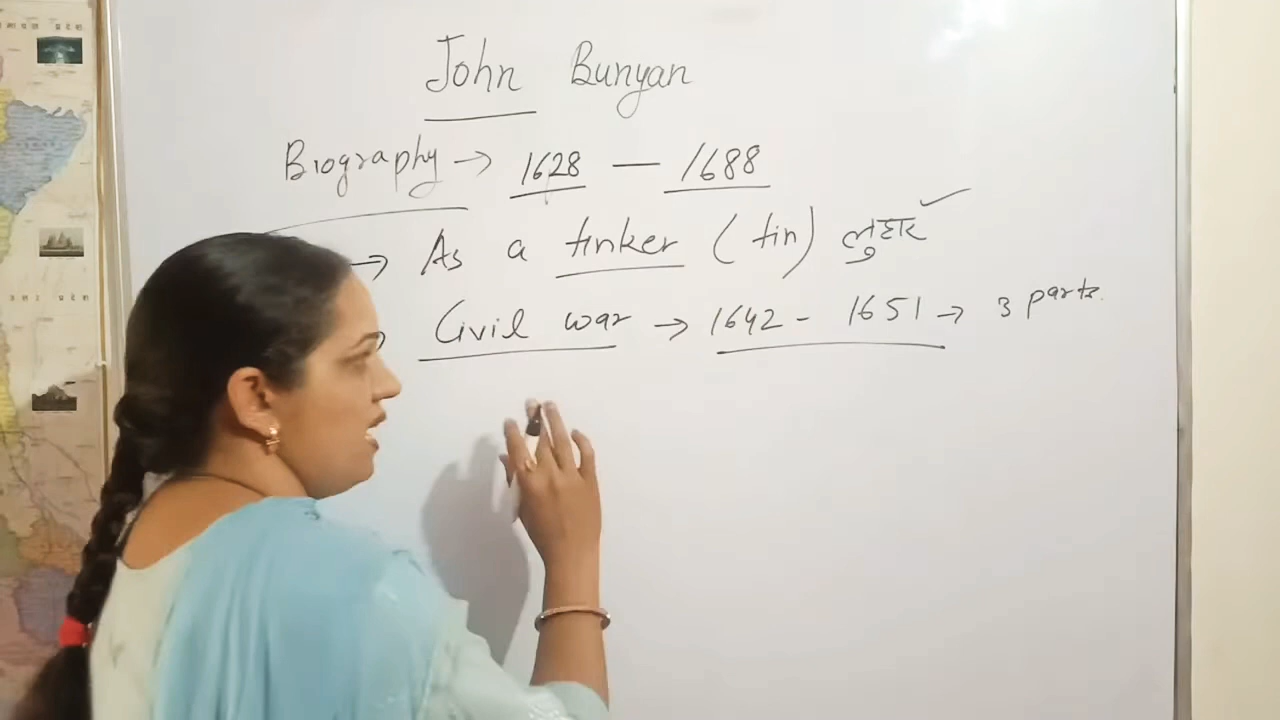 John Bunyan
Biography → 1628 — 1688
→ As a tinker (tin) लुहार ✓
Civil war → 1642 - 1651 → 3 parts.